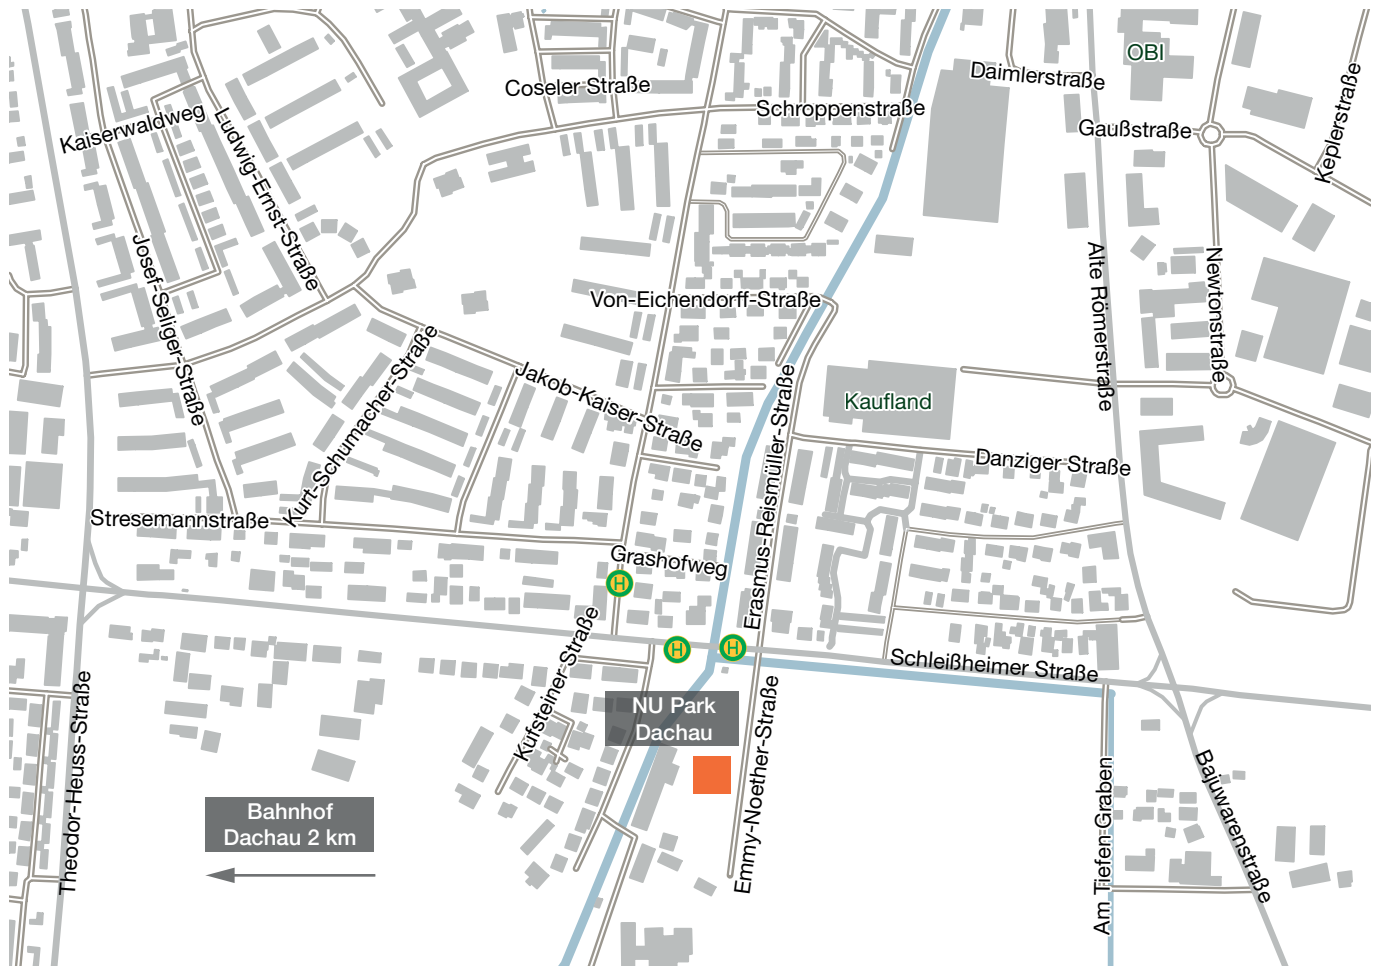 OBI
Daimlerstraße
Coseler Straße
Schroppenstraße
Gaußstraße
Keplerstraße
Kaiserwaldweg
Ludwig-Ernst-Straße
Josef-Seliger-Straße
Alte Römerstraße
Newtonstraße
Von-Eichendorff-Straße
Kurt-Schumacher-Straße
Jakob-Kaiser-Straße
Kaufland
Danziger Straße
Erasmus-Reismüller-Straße
Stresemannstraße
Grashofweg
H
H
H
Schleißheimer Straße
Kufsteiner-Straße
Theodor-Heuss-Straße
NU Park
Dachau
Emmy-Noether-Straße
Am Tiefen Graben
Bajuwarenstraße
Bahnhof
Dachau 2 km